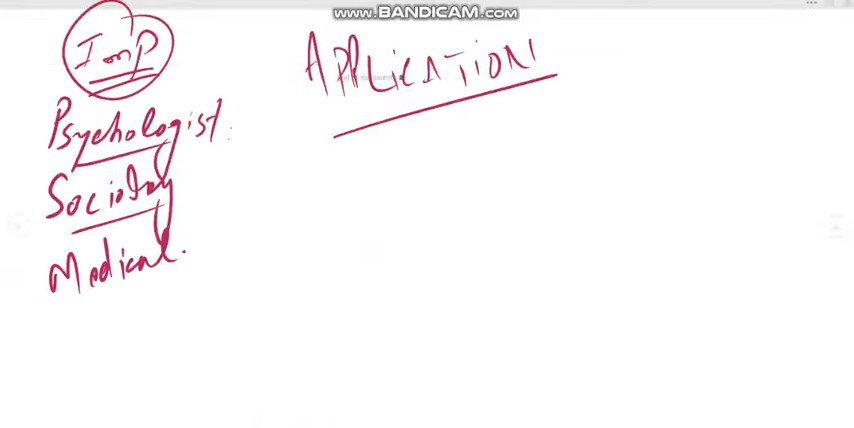 www.BANDICAM.com
Imp
APPLICATION
Psychologist
Sociology
Medical.